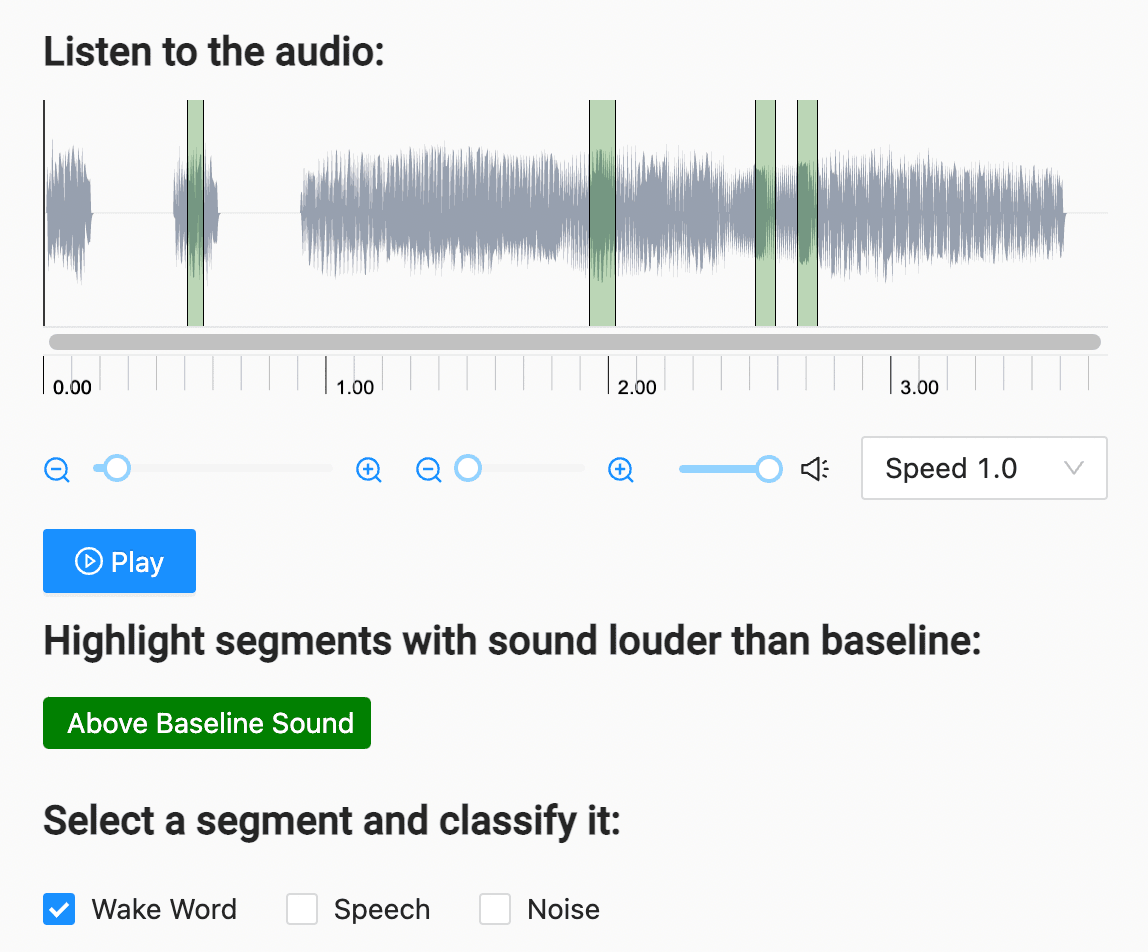 Listen to the audio:
0.00 1.00 2.00 3.00
Speed 1.0
Play
Highlight segments with sound louder than baseline:
Above Baseline Sound
Select a segment and classify it:
Wake Word Speech Noise